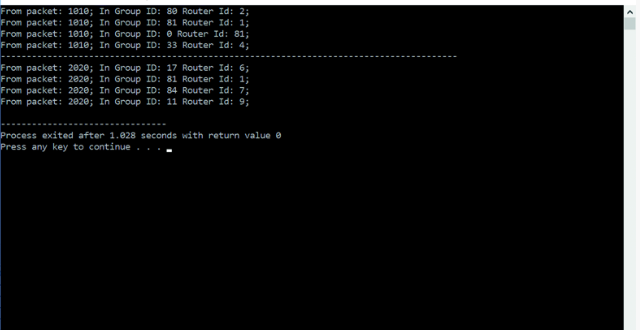 From packet: 1010; In Group ID: 80 Router Id: 2;
From packet: 1010; In Group ID: 81 Router Id: 1;
From packet: 1010; In Group ID: 0 Router Id: 81;
From packet: 1010; In Group ID: 33 Router Id: 4;
----------------------------------------------------------------------------------------
From packet: 2020; In Group ID: 17 Router Id: 6;
From packet: 2020; In Group ID: 81 Router Id: 1;
From packet: 2020; In Group ID: 84 Router Id: 7;
From packet: 2020; In Group ID: 11 Router Id: 9;
--------------------------------
Process exited after 1.028 seconds with return value 0
Press any key to continue . . .